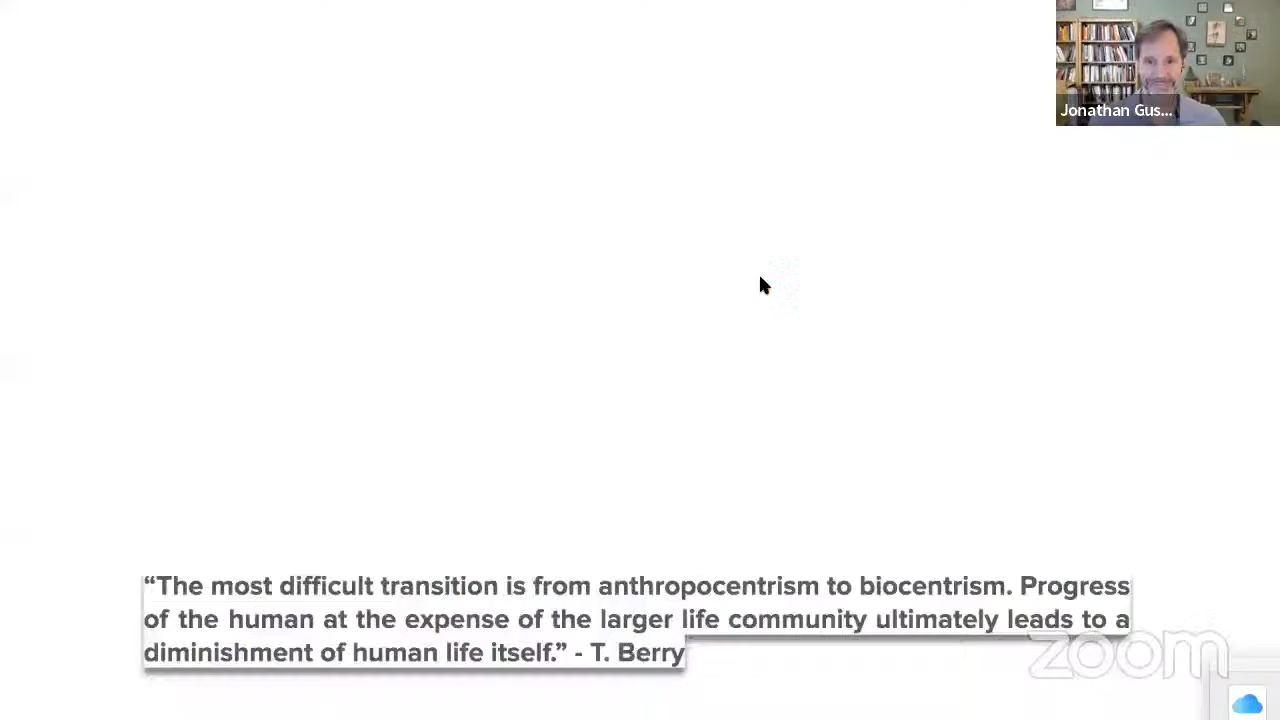 Jonathan Gus...
“The most difficult transition is from anthropocentrism to biocentrism. Progress
of the human at the expense of the larger life community ultimately leads to a
diminishment of human life itself.” - T. Berry
zoom